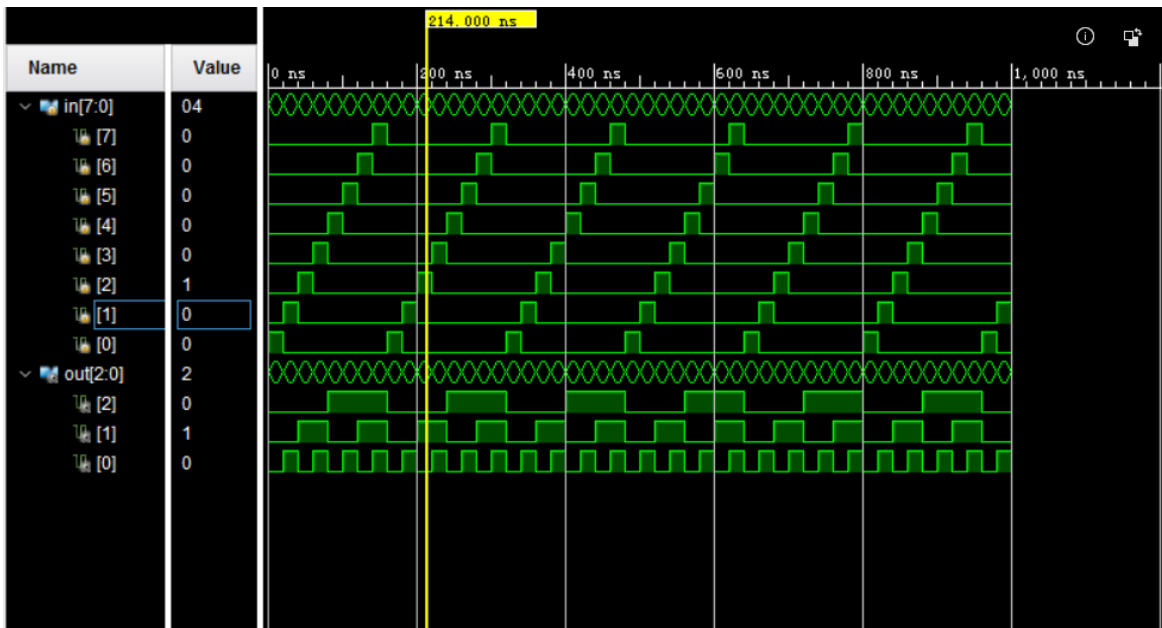 214.000 ns
Name Value
0 ns 200 ns 400 ns 600 ns 800 ns 1,000 ns
in[7:0] 04
[7] 0
[6] 0
[5] 0
[4] 0
[3] 0
[2] 1
[1] 0
[0] 0
out[2:0] 2
[2] 0
[1] 1
[0] 0